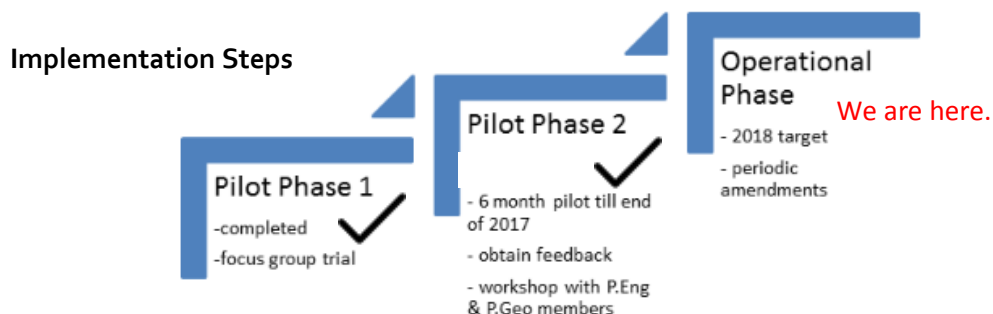 Implementation Steps
Pilot Phase 1
-completed
-focus group trial
Pilot Phase 2
- 6 month pilot till end
of 2017
- obtain feedback
- workshop with P.Eng
& P.Geo members
Operational
Phase
- 2018 target
- periodic
amendments
We are here.